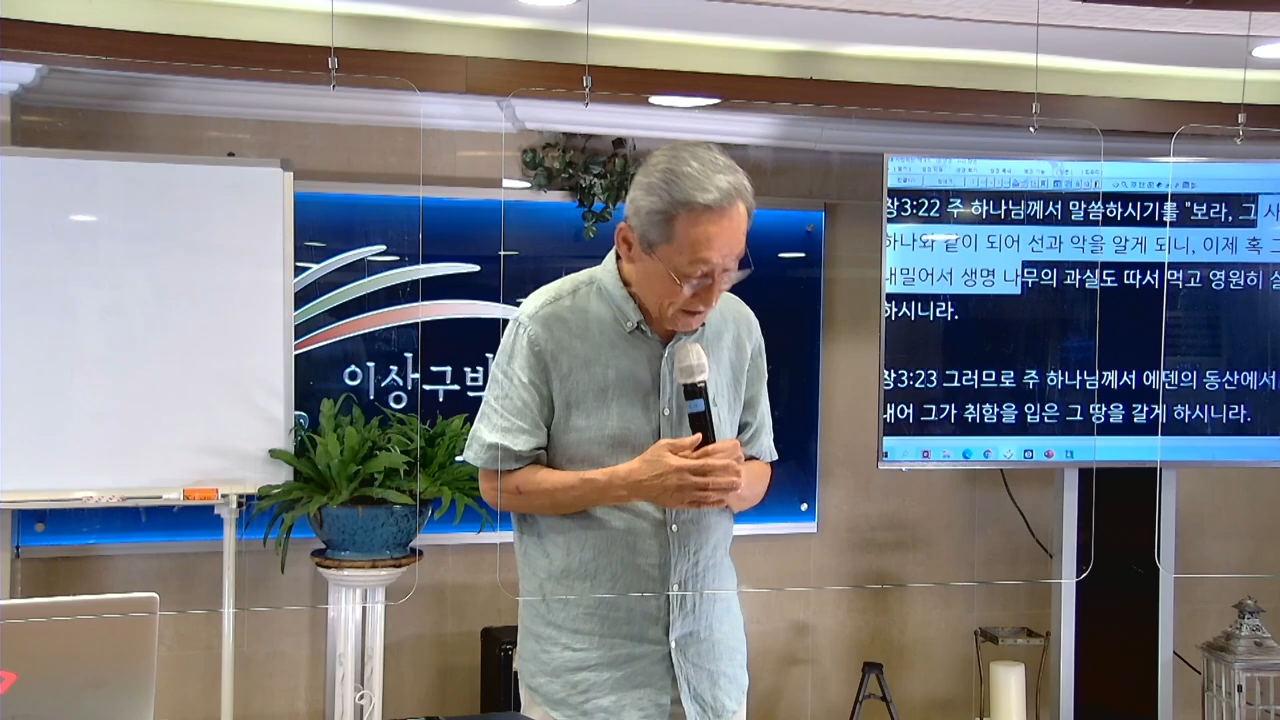 이상구박
창3:22 주 하나님께서 말씀하시기를 "보라, 그 사
하나와 같이 되어 선과 악을 알게 되니, 이제 혹 그
내밀어서 생명 나무의 과실도 따서 먹고 영원히 살
하시니라.
창3:23 그러므로 주 하나님께서 에덴의 동산에서
내어 그가 취함을 입은 그 땅을 갈게 하시니라.